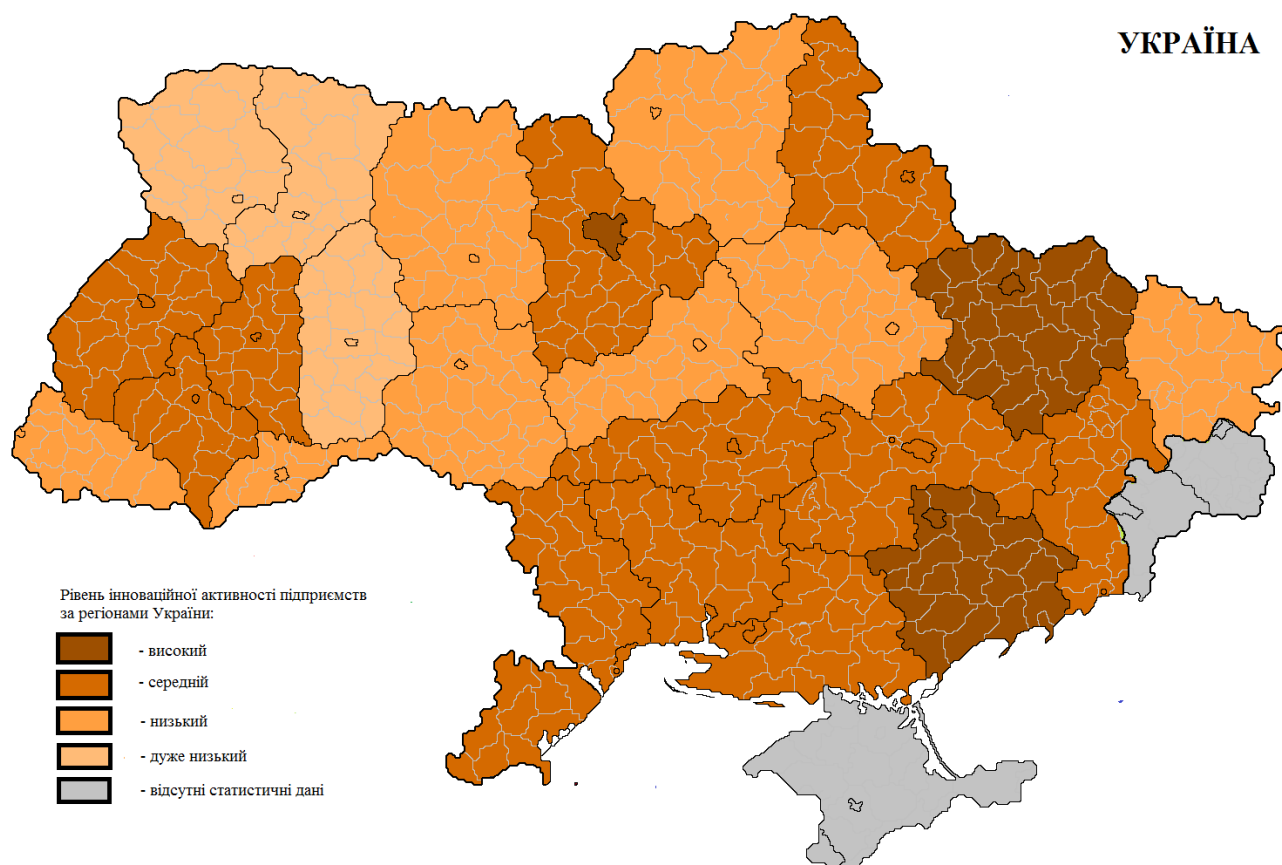 УКРАЇНА
Рівень інноваційної активності підприємств
за регіонами України:
- високий
- середній
- низький
- дуже низький
- відсутні статистичні дані